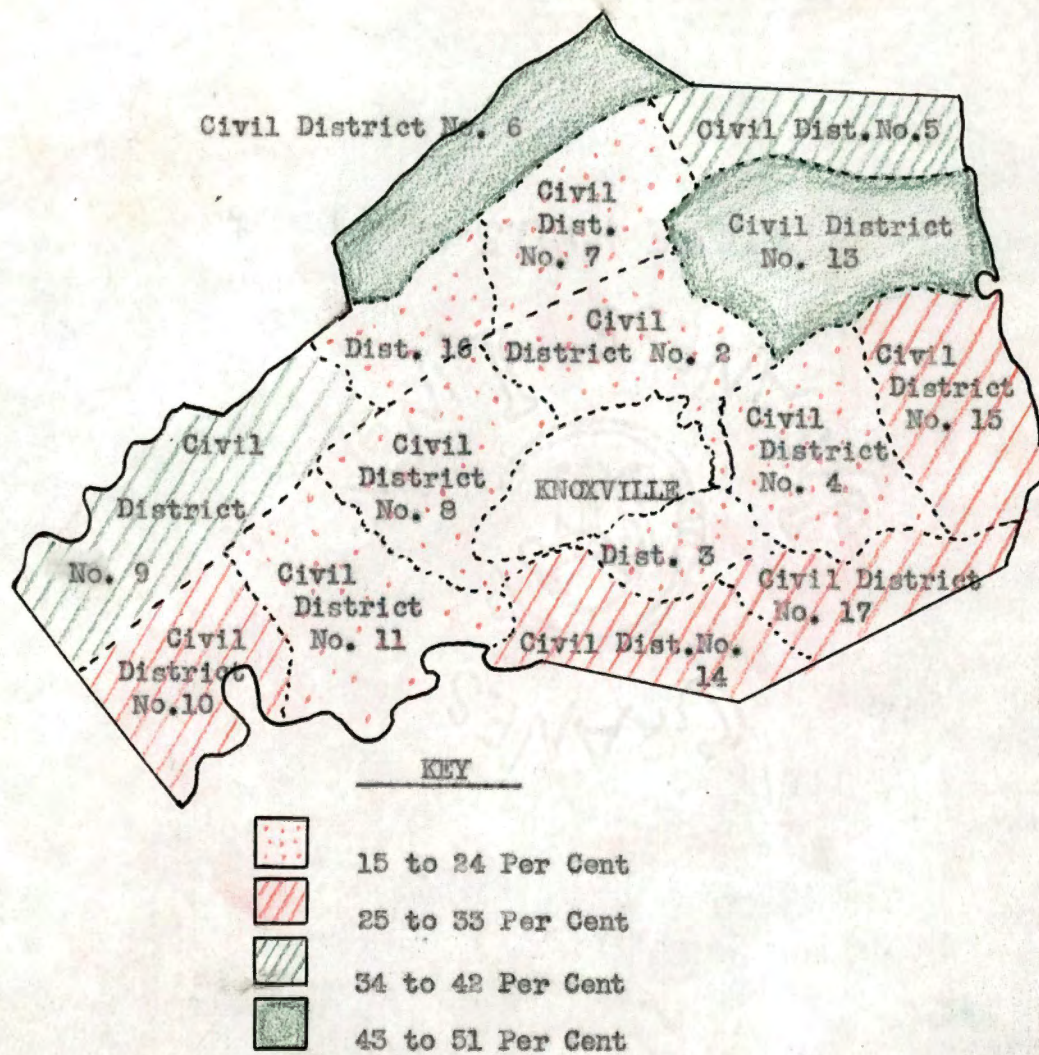 Civil District No. 6
Civil Dist. No.5
Civil
Dist.
No. 7
Civil District
No. 13
Civil
District No. 2
Dist. 16
Civil
District
No. 15
Civil
District
No. 4
Civil
District
No. 8
KNOXVILLE
Civil
District
No. 9
Dist. 3
Civil
District
No. 11
Civil District
No. 17
Civil Dist. No.
14
Civil
District
No.10
KEY
15 to 24 Per Cent
25 to 33 Per Cent
34 to 42 Per Cent
43 to 51 Per Cent